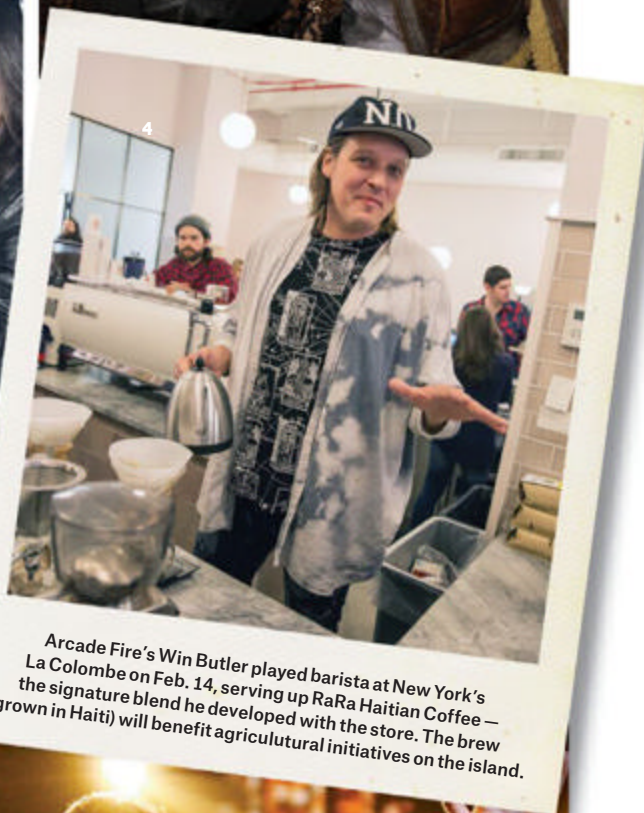 4
Arcade Fire's Win Butler played barista at New York's
La Colombe on Feb. 14, serving up RaRa Haitian Coffee —
the signature blend he developed with the store. The brew
grown in Haiti) will benefit agriculutural initiatives on the island.